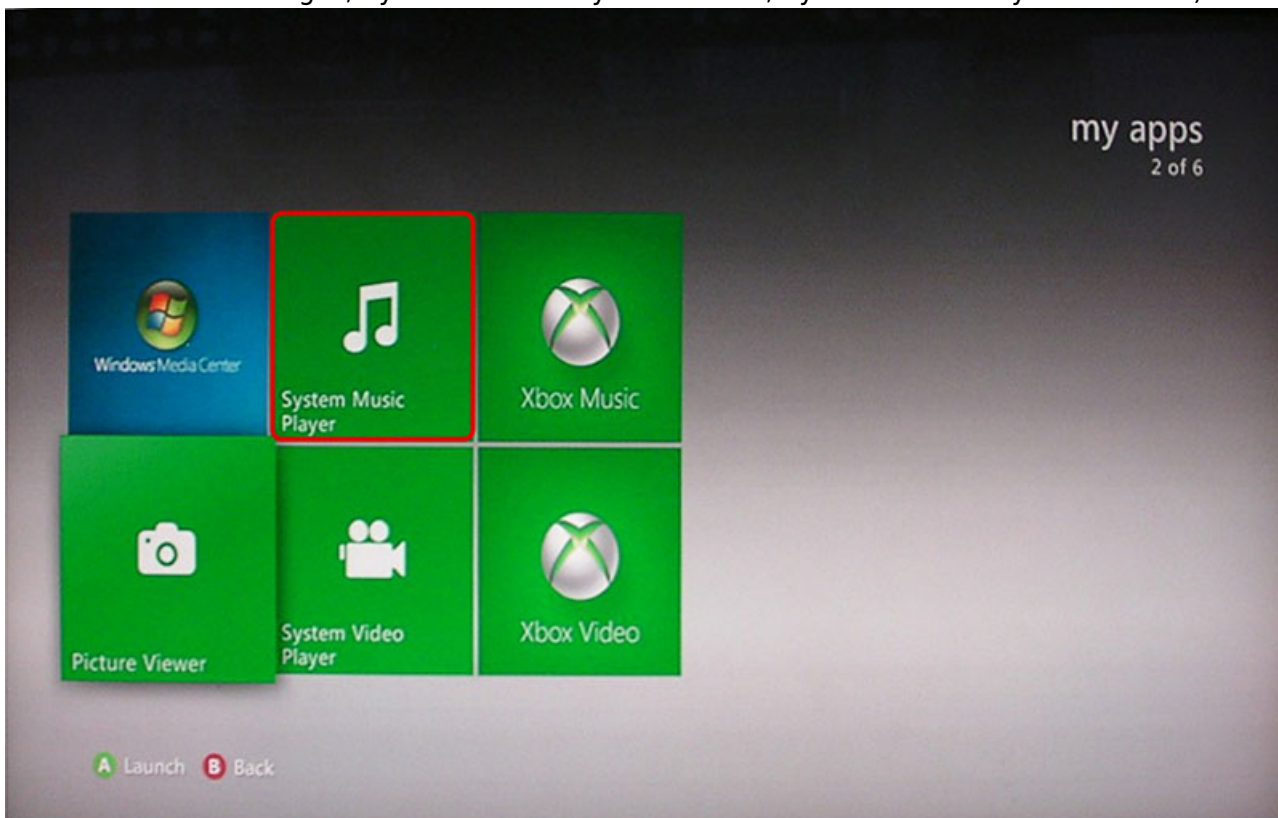 my apps
2 of 6
Windows Media Center
System Music
Player
Xbox Music
Picture Viewer
System Video
Player
Xbox Video
A Launch B Back